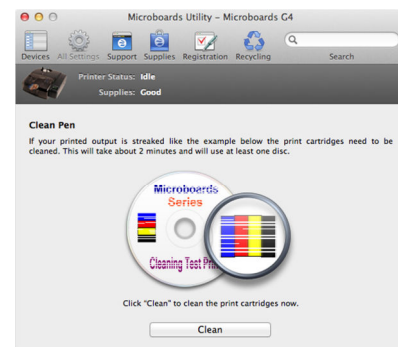 Microboards Utility – Microboards G4
Devices All Settings Support Supplies Registration Recycling Search
Printer Status: Idle
Supplies: Good
Clean Pen
If your printed output is streaked like the example below the print cartridges need to be
cleaned. This will take about 2 minutes and will use at least one disc.
Microboards
Series
Cleaning Test Print
Click "Clean" to clean the print cartridges now.
Clean